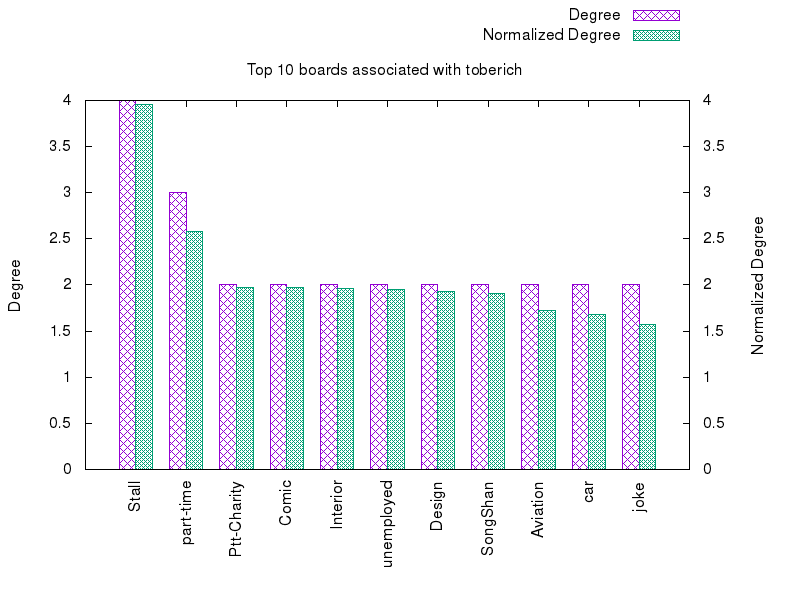 Degree
Normalized Degree
Top 10 boards associated with toberich
4
3.5
3
2.5
2
1.5
1
0.5
0
Degree
4
3.5
3
2.5
2
1.5
1
0.5
0
Normalized Degree
Stall
part-time
Ptt-Charity
Comic
Interior
unemployed
Design
SongShan
Aviation
car
joke